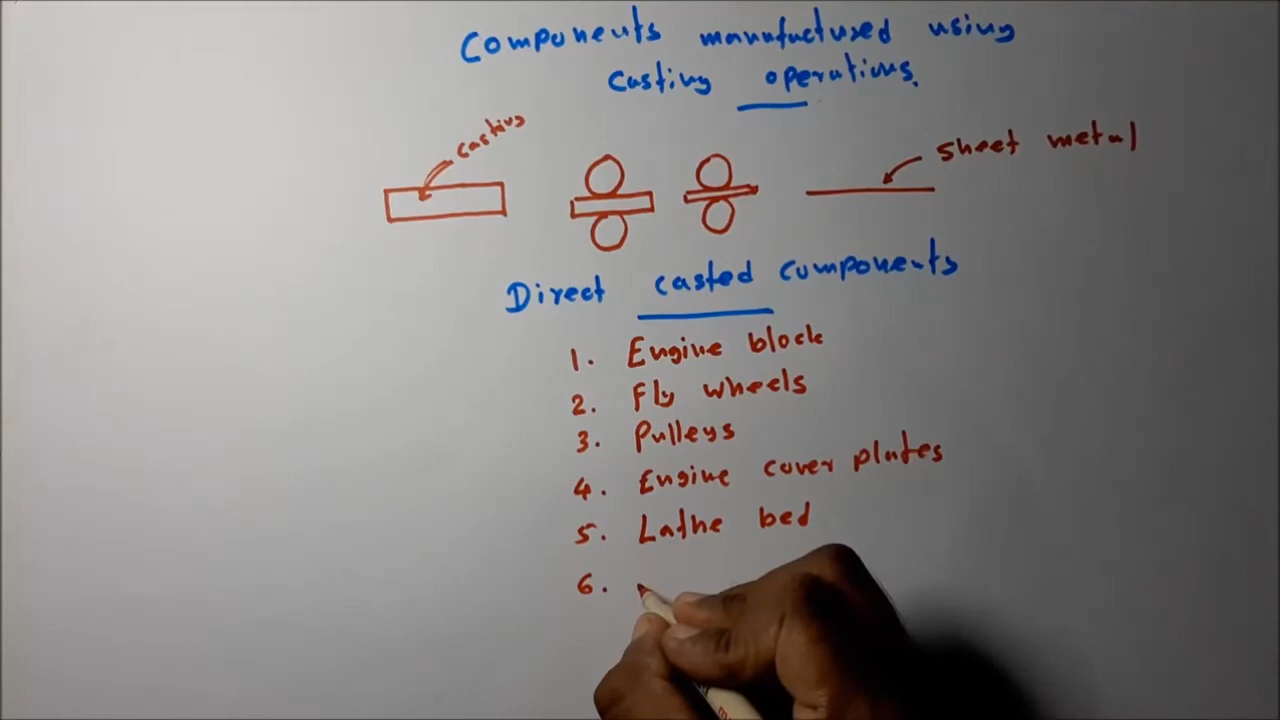 Components manufactured using
casting operations.
casting
sheet metal
Direct casted components
1. Engine block
2. Fly wheels
3. Pulleys
4. Engine cover plates
5. Lathe bed
6.